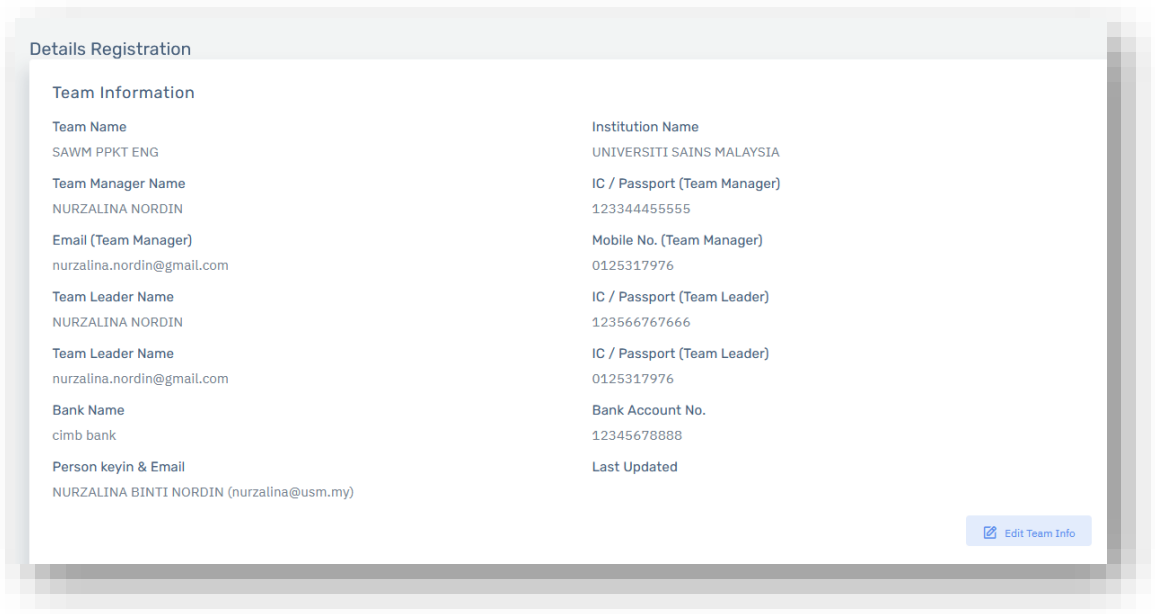 Details Registration
Team Information
Team Name
Institution Name
SAWM PPKT ENG
UNIVERSITI SAINS MALAYSIA
Team Manager Name
IC / Passport (Team Manager)
NURZALINA NORDIN
123344455555
Email (Team Manager)
Mobile No. (Team Manager)
nurzalina.nordin@gmail.com
0125317976
Team Leader Name
IC / Passport (Team Leader)
NURZALINA NORDIN
123566767666
Team Leader Name
IC / Passport (Team Leader)
nurzalina.nordin@gmail.com
0125317976
Bank Name
Bank Account No.
cimb bank
12345678888
Person keyin & Email
Last Updated
NURZALINA BINTI NORDIN (nurzalina@usm.my)
Edit Team Info